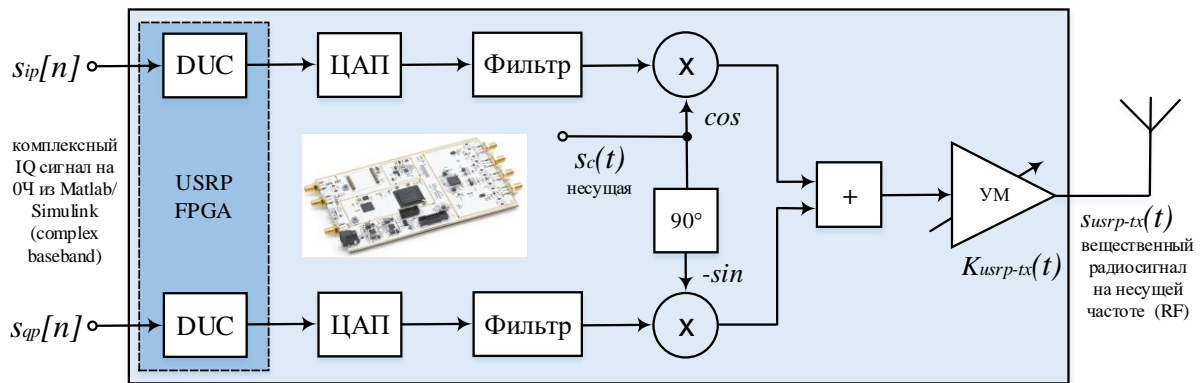 s_ip[n]
DUC
ЦАП
Фильтр
X
cos
s_c(t)
несущая
комплексный
IQ сигнал на
0Ч из Matlab/
Simulink
(complex
baseband)
USRP
FPGA
90°
-sin
+
УМ
K_usrp-tx(t)
s_usrp-tx(t)
вещественный
радиосигнал
на несущей
частоте (RF)
s_qp[n]
DUC
ЦАП
Фильтр
X